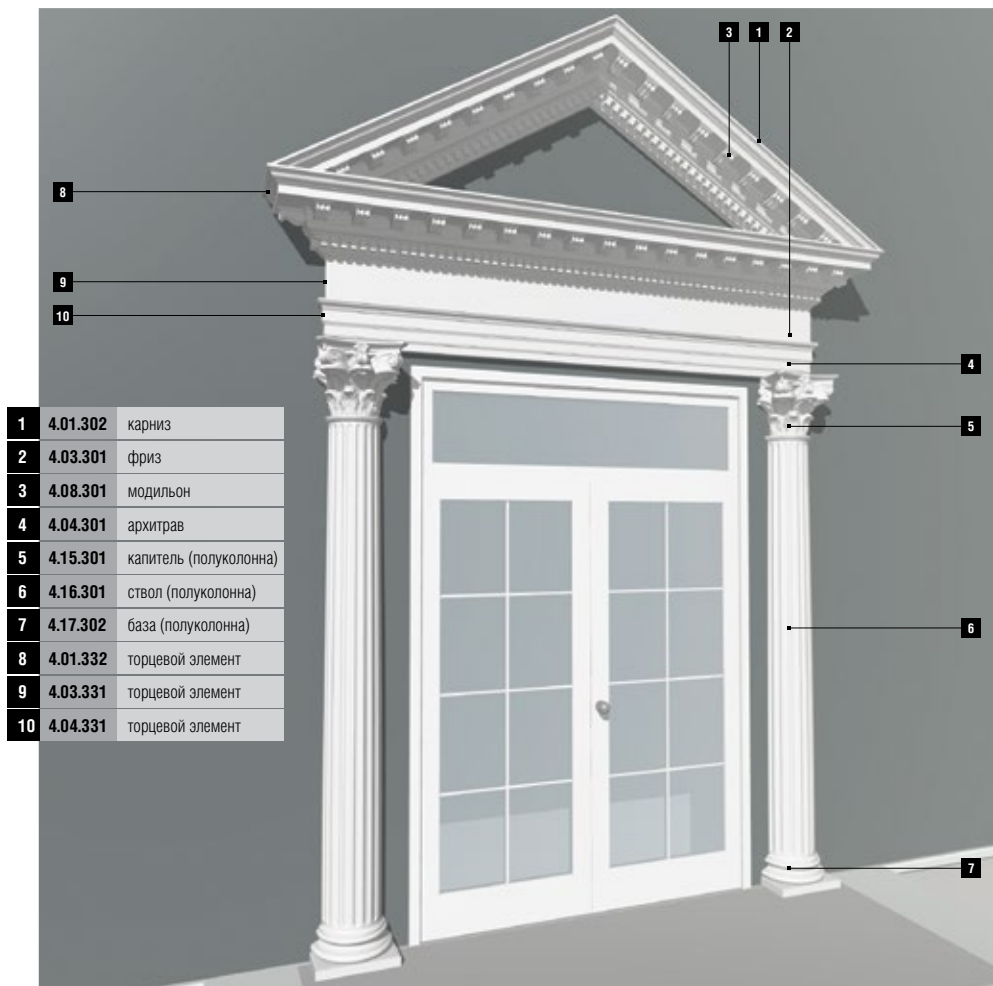 3 1 2
8
9
10
4
5
6
7
1 4.01.302 карниз
2 4.03.301 фриз
3 4.08.301 модильон
4 4.04.301 архитрав
5 4.15.301 капитель (полуколонна)
6 4.16.301 ствол (полуколонна)
7 4.17.302 база (полуколонна)
8 4.01.332 торцевой элемент
9 4.03.331 торцевой элемент
10 4.04.331 торцевой элемент